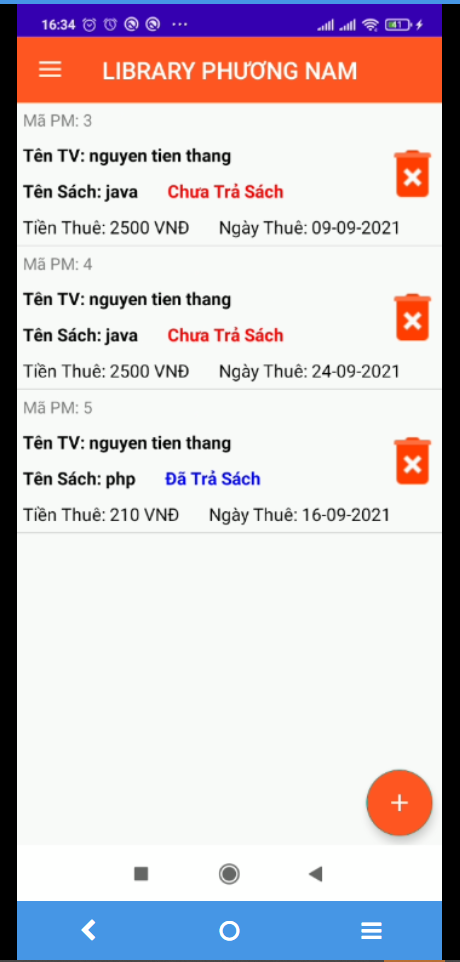 16:34
41
LIBRARY PHƯƠNG NAM
Mã PM: 3
Tên TV: nguyen tien thang
Tên Sách: java Chưa Trả Sách
Tiền Thuê: 2500 VNĐ Ngày Thuê: 09-09-2021
Mã PM: 4
Tên TV: nguyen tien thang
Tên Sách: java Chưa Trả Sách
Tiền Thuê: 2500 VNĐ Ngày Thuê: 24-09-2021
Mã PM: 5
Tên TV: nguyen tien thang
Tên Sách: php Đã Trả Sách
Tiền Thuê: 210 VNĐ Ngày Thuê: 16-09-2021
+